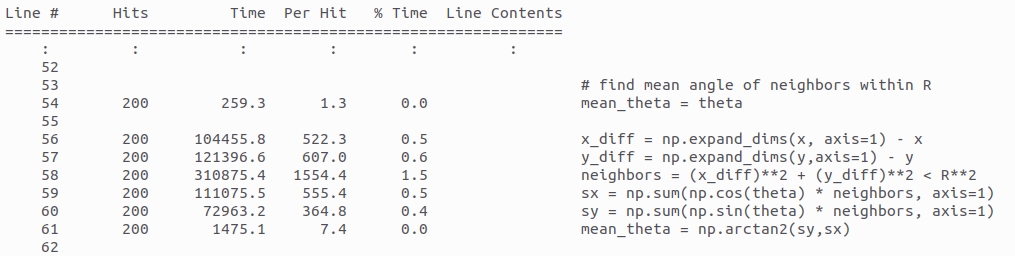 Line #      Hits         Time  Per Hit   % Time  Line Contents
==============================================================
    :         :           :         :        :          :
    52
    53                                                          # find mean angle of neighbors within R
    54       200        259.3      1.3      0.0                 mean_theta = theta
    55
    56       200     104455.8    522.3      0.5                 x_diff = np.expand_dims(x, axis=1) - x
    57       200     121396.6    607.0      0.6                 y_diff = np.expand_dims(y,axis=1) - y
    58       200     310875.4   1554.4      1.5                 neighbors = (x_diff)**2 + (y_diff)**2 < R**2
    59       200     111075.5    555.4      0.5                 sx = np.sum(np.cos(theta) * neighbors, axis=1)
    60       200      72963.2    364.8      0.4                 sy = np.sum(np.sin(theta) * neighbors, axis=1)
    61       200       1475.1      7.4      0.0                 mean_theta = np.arctan2(sy,sx)
    62